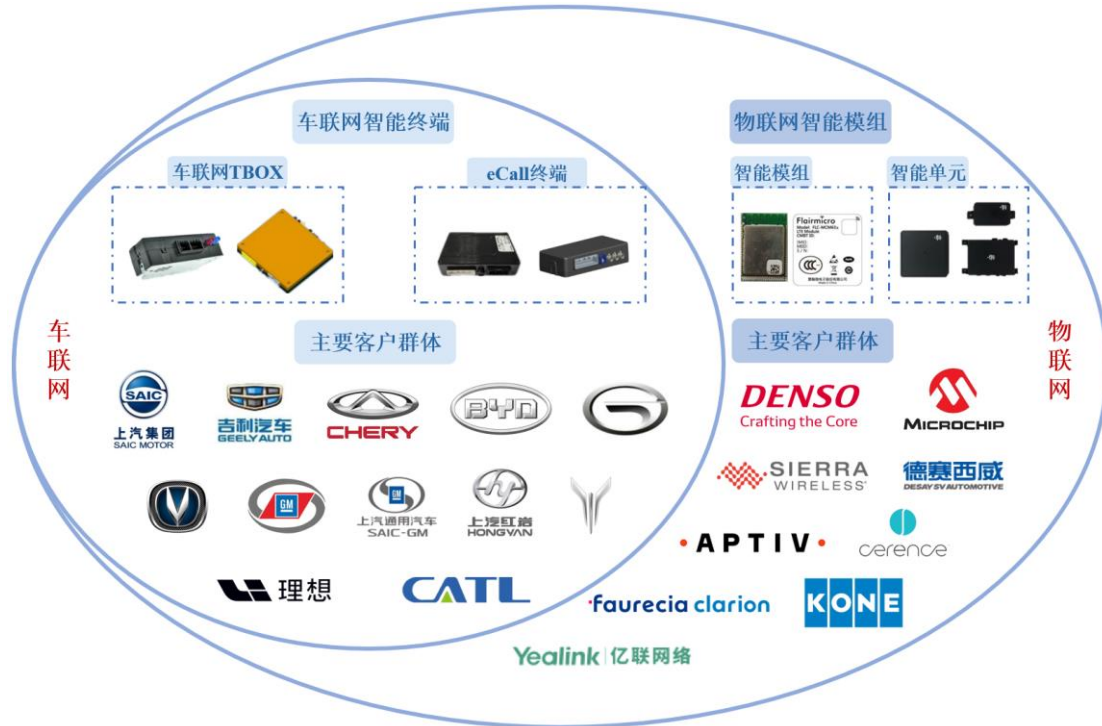 车联网智能终端
物联网智能模组
车联网TBOX
eCall终端
智能模组
智能单元
Flairmicro
LTE Module
车联网
物联网
主要客户群体
主要客户群体
SAIC
上汽集团
SAIC MOTOR
吉利汽车
GEELY AUTO
CHERY
BYD
DENSO
Crafting the Core
MICROCHIP
GM
GM
上汽通用汽车
SAIC-GM
上汽红岩
HONGYAN
SIERRA
WIRELESS
德赛西威
DESAY SV AUTOMOTIVE
APTIV
cerence
理想
CATL
faurecia clarion
KONE
Yealink 亿联网络